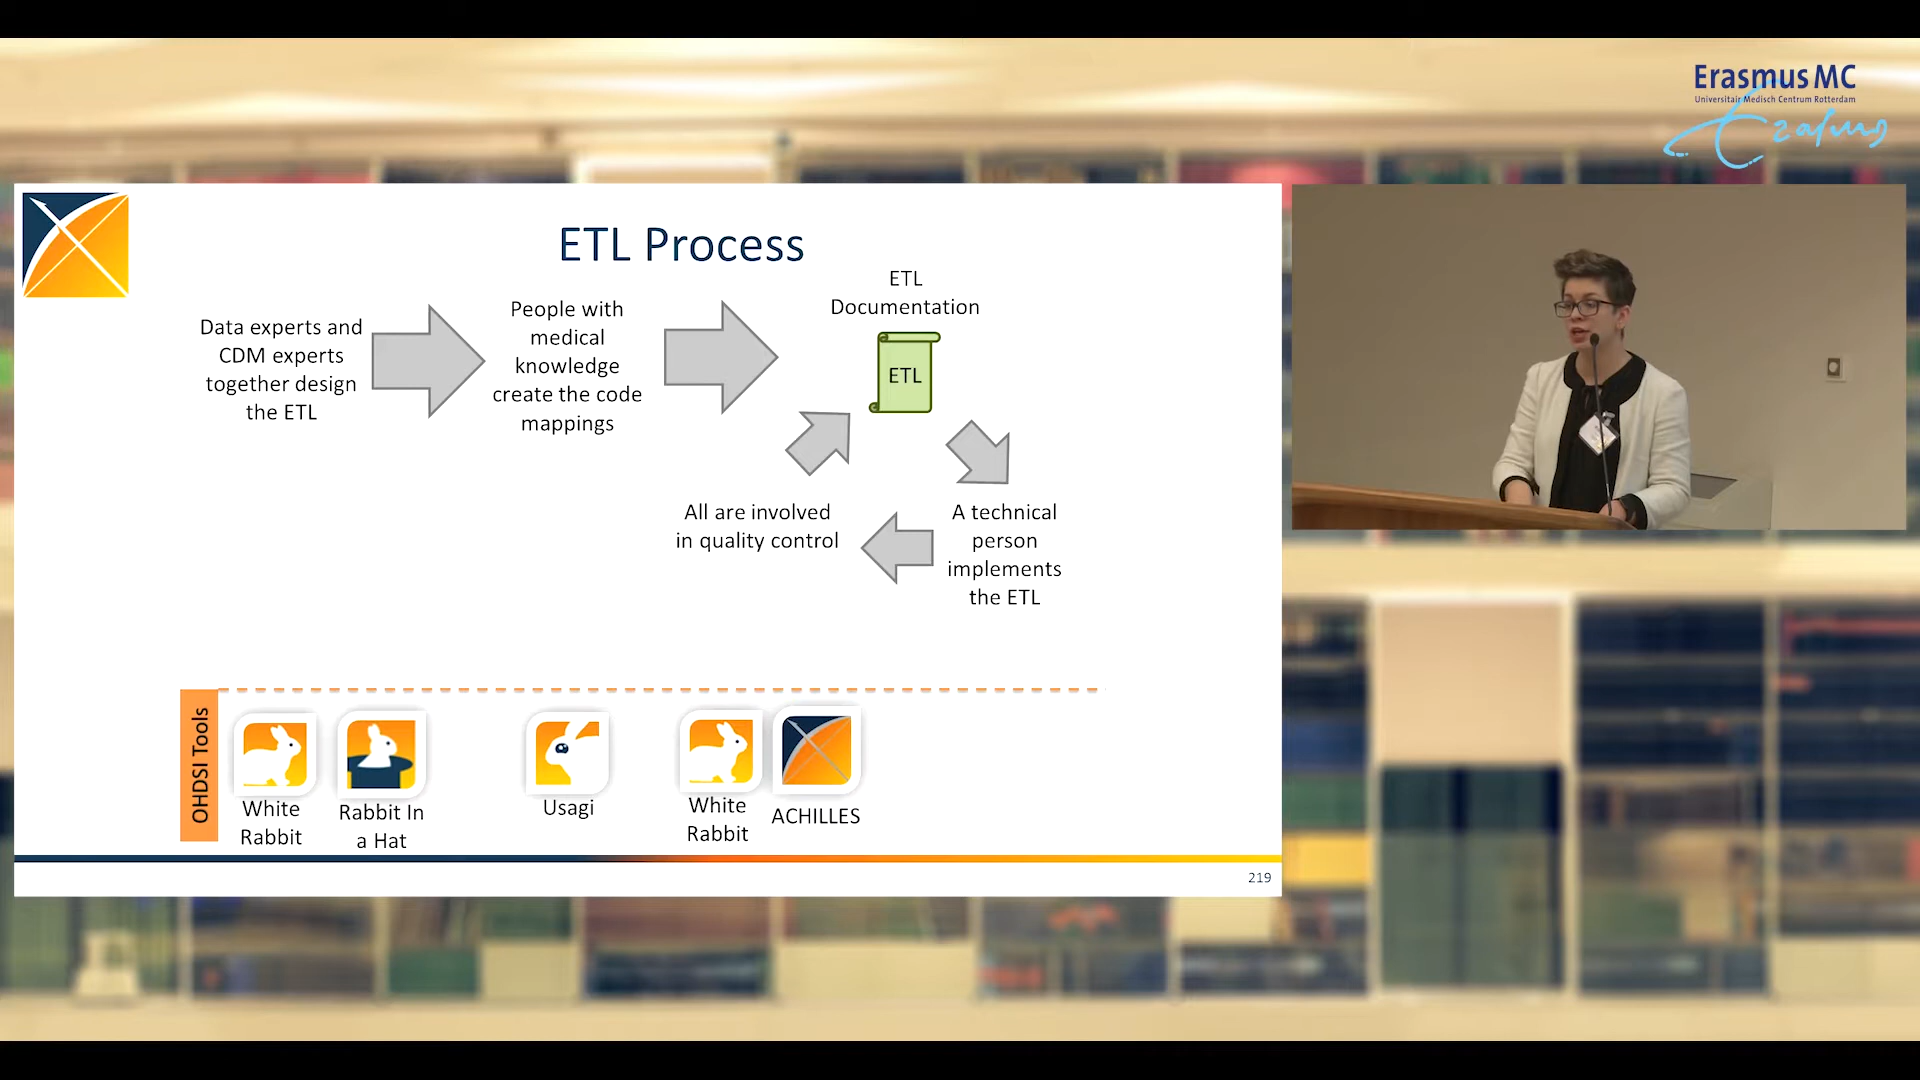 Erasmus MC
Universitair Medisch Centrum Rotterdam
Erasmus
ETL Process
Data experts and
CDM experts
together design
the ETL
People with
medical
knowledge
create the code
mappings
ETL
Documentation
ETL
All are involved
in quality control
A technical
person
implements
the ETL
OHDSI Tools
White
Rabbit
Rabbit In
a Hat
Usagi
White
Rabbit
ACHILLES
219